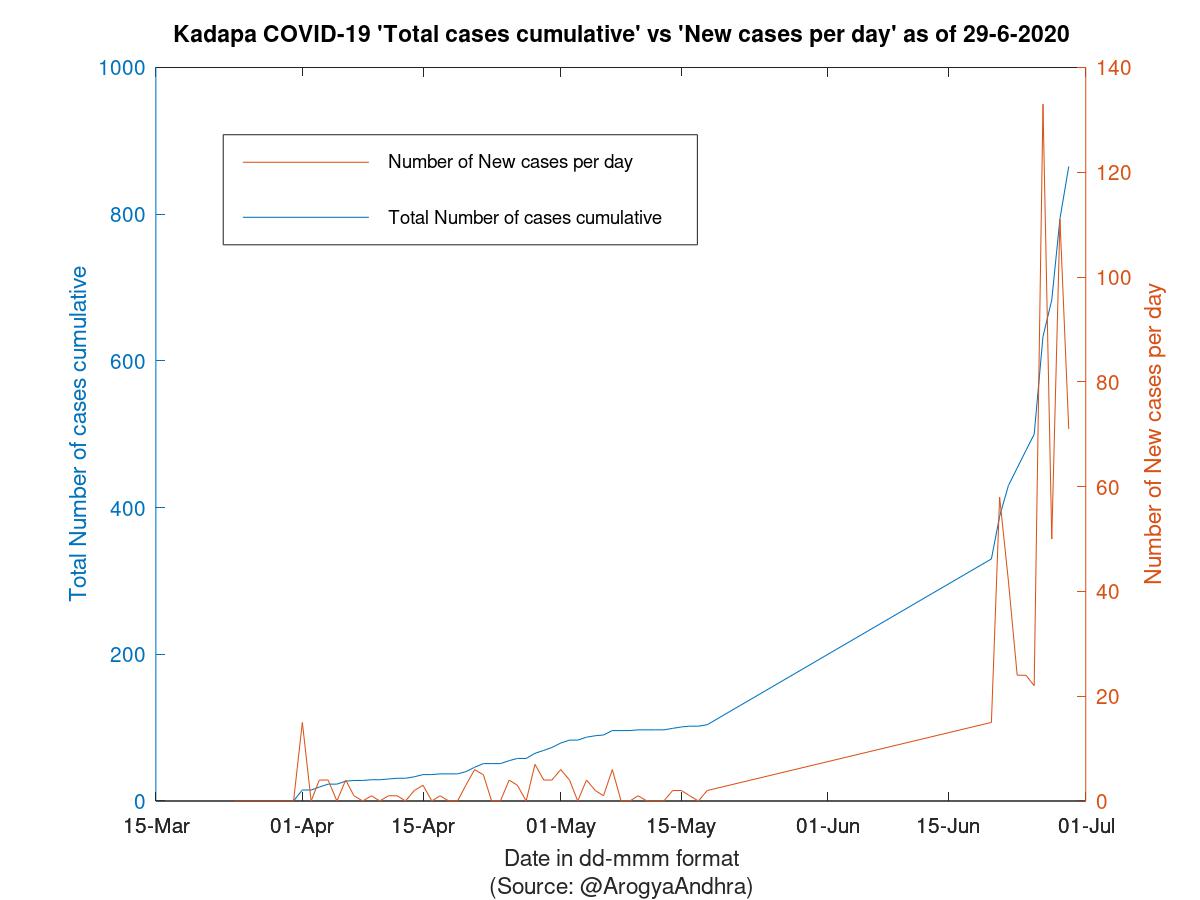 Kadapa COVID-19 'Total cases cumulative' vs 'New cases per day' as of 29-6-2020
1000
800
600
400
200
0
Total Number of cases cumulative
Number of New cases per day
Total Number of cases cumulative
140
120
100
80
60
40
20
0
Number of New cases per day
15-Mar 01-Apr 15-Apr 01-May 15-May 01-Jun 15-Jun 01-Jul
Date in dd-mmm format
(Source: @ArogyaAndhra)